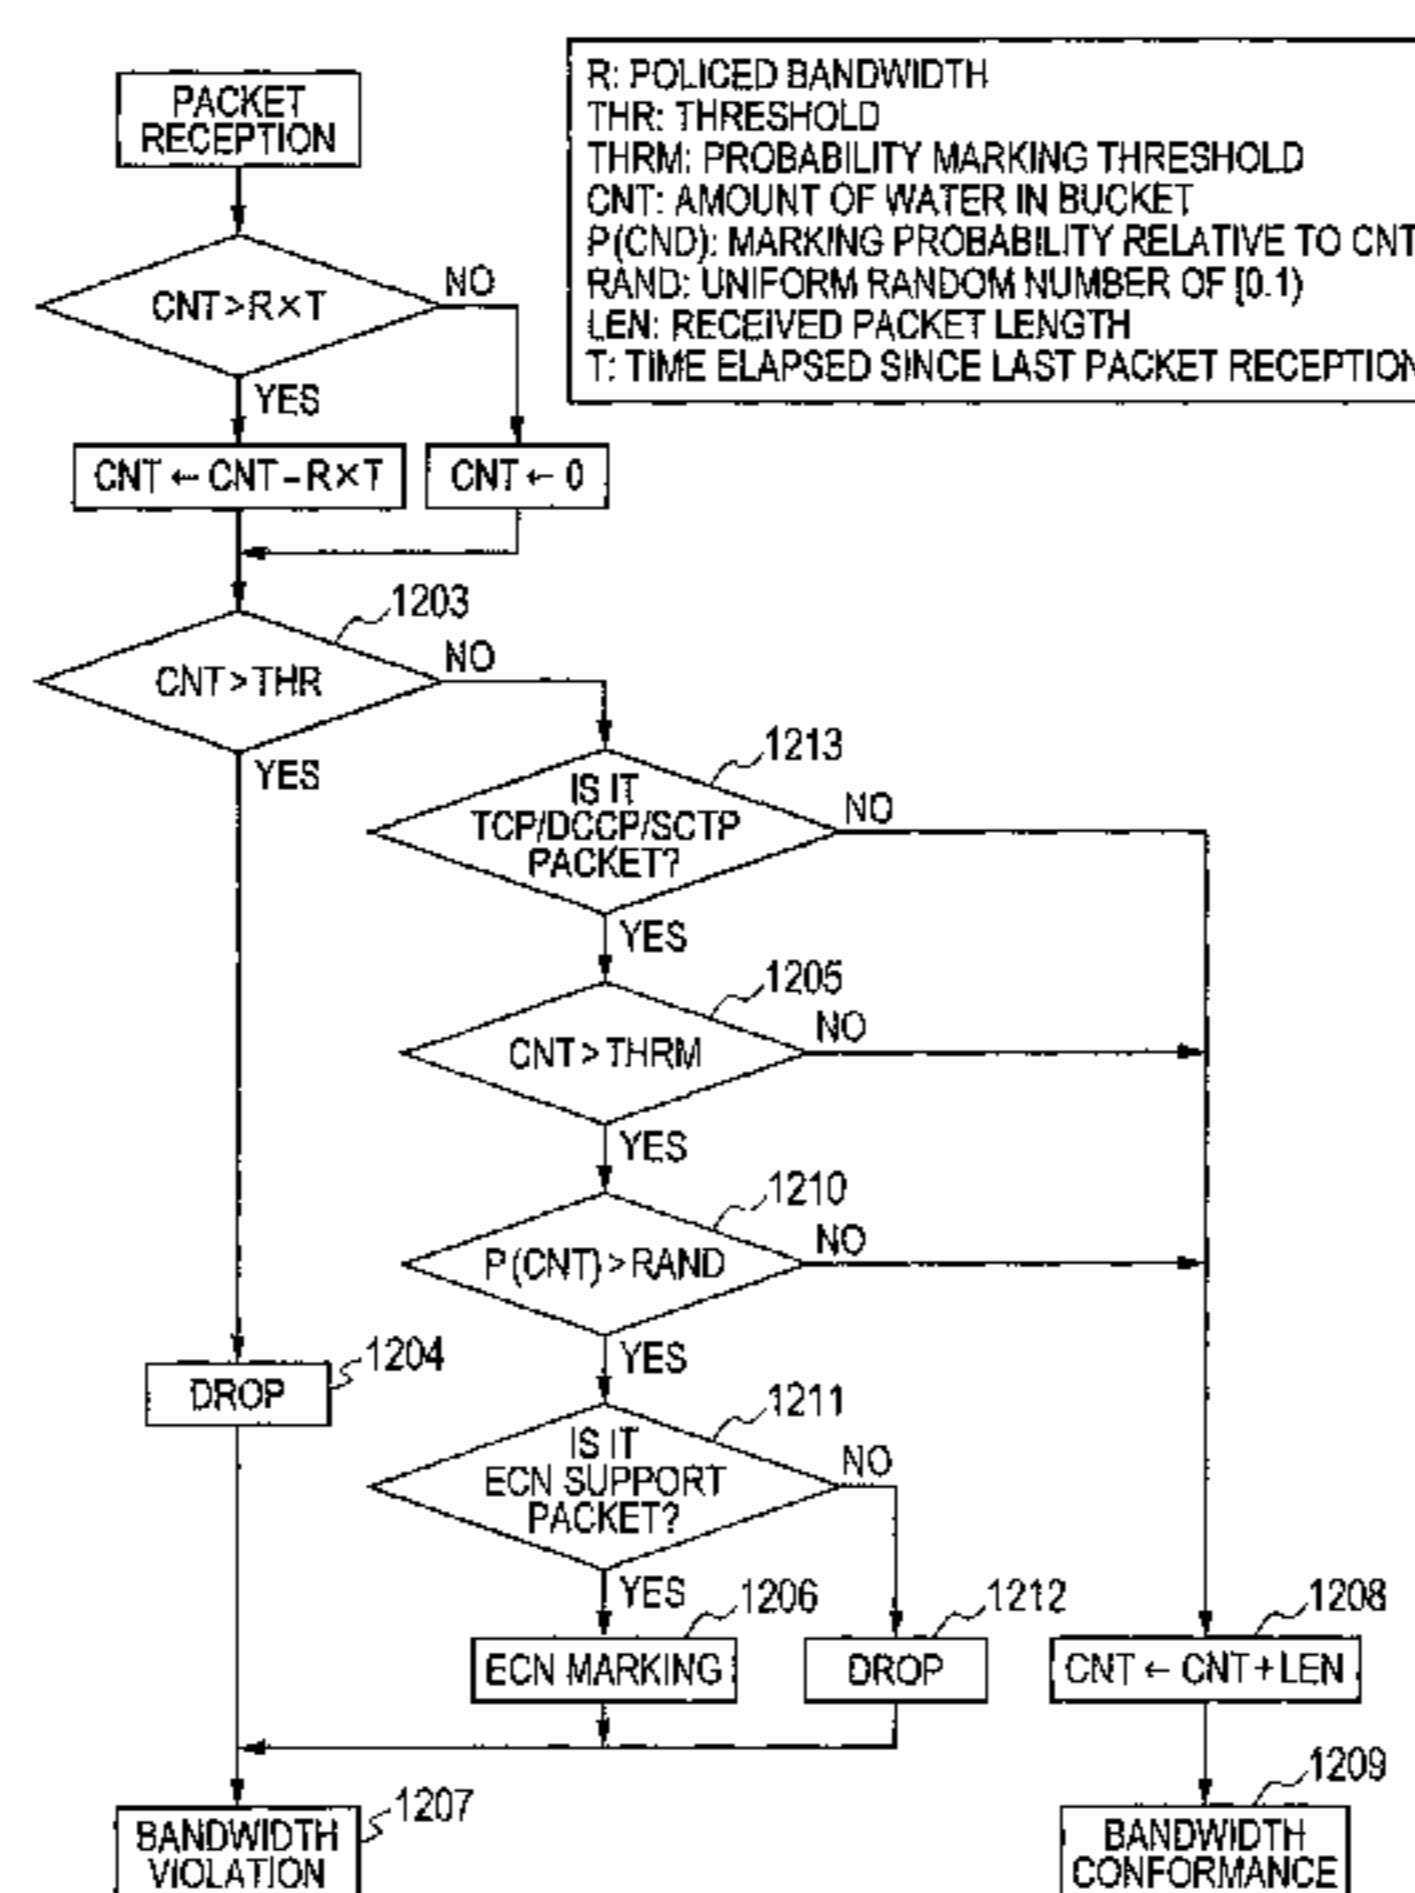 PACKET
RECEPTION
R: POLICED BANDWIDTH
THR: THRESHOLD
THRM: PROBABILITY MARKING THRESHOLD
CNT: AMOUNT OF WATER IN BUCKET
P(CND): MARKING PROBABILITY RELATIVE TO CNT
RAND: UNIFORM RANDOM NUMBER OF [0.1)
LEN: RECEIVED PACKET LENGTH
T: TIME ELAPSED SINCE LAST PACKET RECEPTION
CNT>R×T
NO
YES
CNT ← CNT-R×T
CNT ← 0
1203
CNT>THR
NO
YES
1213
IS IT
TCP/DCCP/SCTP
PACKET?
NO
YES
1205
CNT>THRM
NO
YES
1210
P(CNT)>RAND
NO
YES
1204
DROP
1211
IS IT
ECN SUPPORT
PACKET?
NO
YES
1206
ECN MARKING
1212
DROP
1208
CNT ← CNT+LEN
1207
BANDWIDTH
VIOLATION
1209
BANDWIDTH
CONFORMANCE